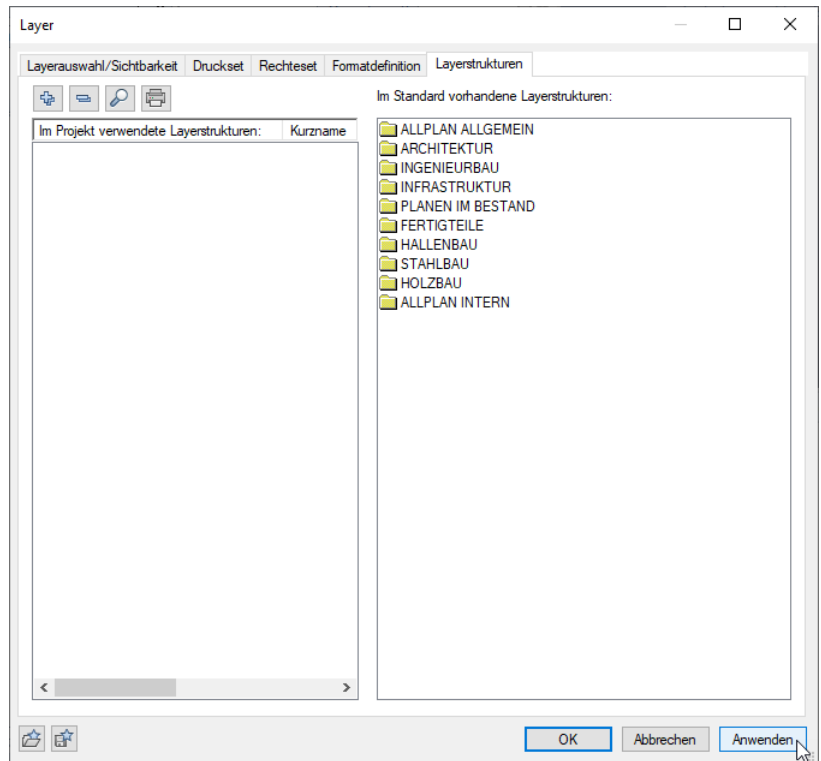 Layer
Layerauswahl/Sichtbarkeit Druckset Rechteset Formatdefinition Layerstrukturen
Im Standard vorhandene Layerstrukturen:
Im Projekt verwendete Layerstrukturen: Kurzname
ALLPLAN ALLGEMEIN
ARCHITEKTUR
INGENIEURBAU
INFRASTRUKTUR
PLANEN IM BESTAND
FERTIGTEILE
HALLENBAU
STAHLBAU
HOLZBAU
ALLPLAN INTERN
OK Abbrechen Anwenden